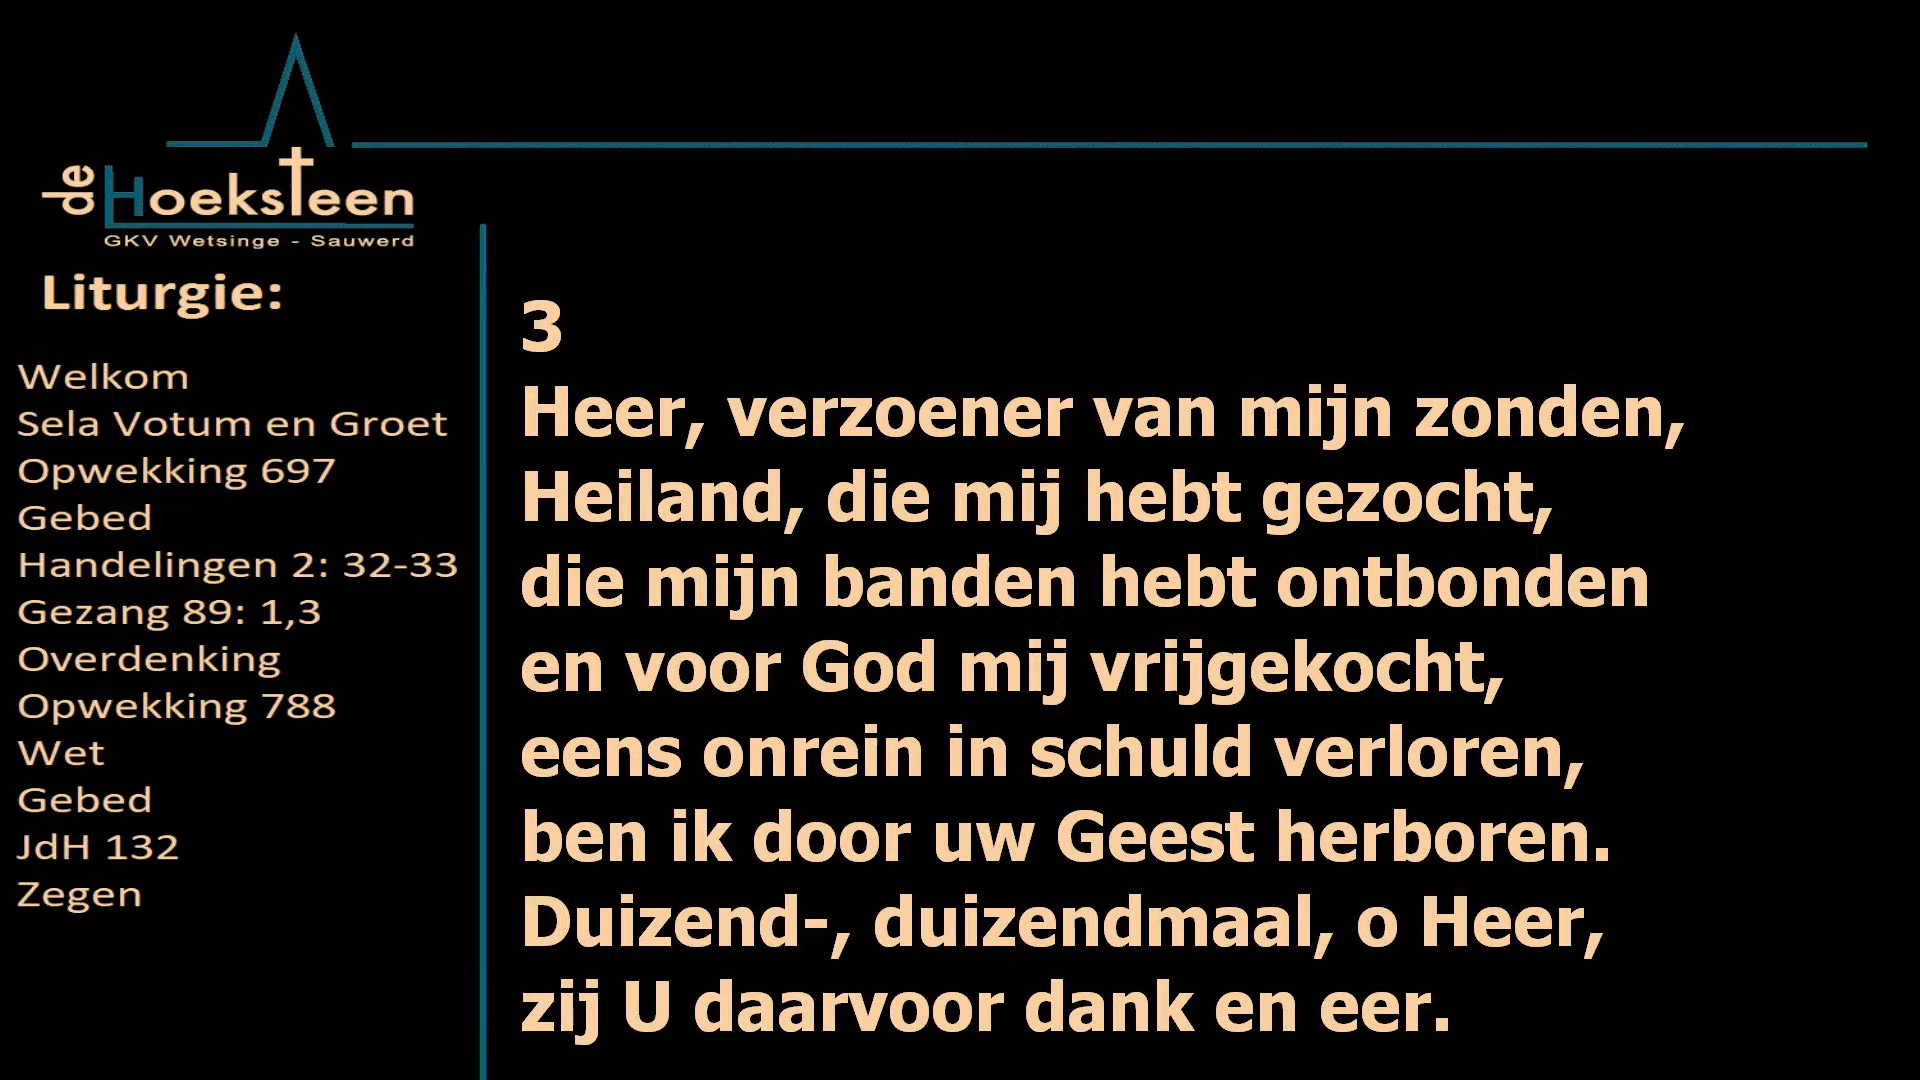 de Hoeksteen
GKV Wetsinge - Sauwerd
Liturgie:
Welkom
Sela Votum en Groet
Opwekking 697
Gebed
Handelingen 2: 32-33
Gezang 89: 1,3
Overdenking
Opwekking 788
Wet
Gebed
JdH 132
Zegen
3
Heer, verzoener van mijn zonden,
Heiland, die mij hebt gezocht,
die mijn banden hebt ontbonden
en voor God mij vrijgekocht,
eens onrein in schuld verloren,
ben ik door uw Geest herboren.
Duizend-, duizendmaal, o Heer,
zij U daarvoor dank en eer.